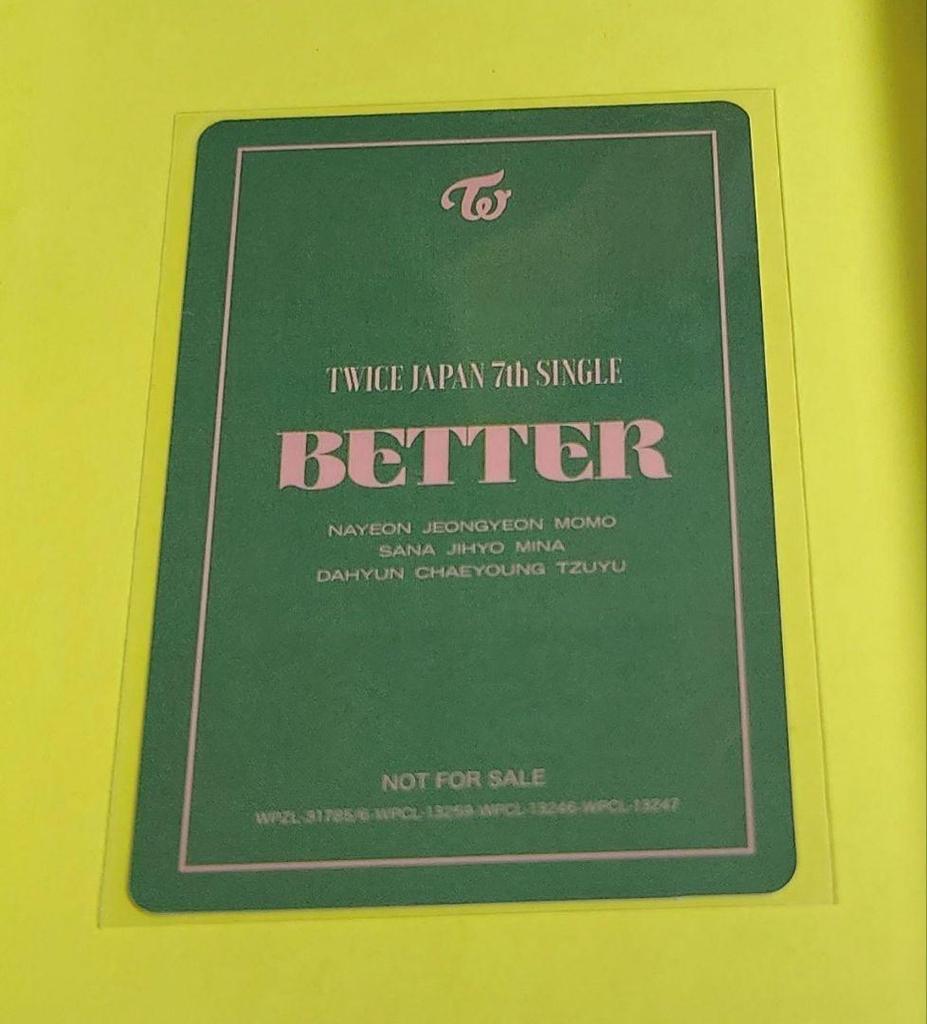 TW
TWICE JAPAN 7th SINGLE
BETTER
NAYEON JEONGYEON MOMO
SANA JIHYO MINA
DAHYUN CHAEYOUNG TZUYU
NOT FOR SALE
WPZL-31785/6 WPCL-13259 WPCL-13246 WPCL-13247